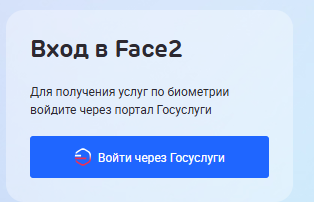 Вход в Face2
Для получения услуг по биометрии
войдите через портал Госуслуги
Войти через Госуслуги